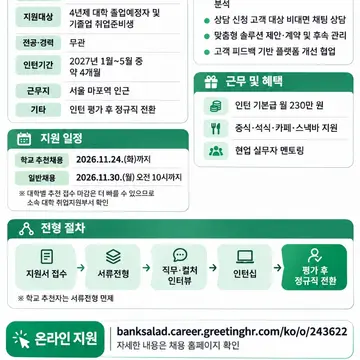 지원대상
4년제 대학 졸업예정자 및
기졸업 취업준비생
전공·경력
무관
인턴기간
2027년 1월~5월 중
약 4개월
근무지
서울 마포역 인근
기타
인턴 평가 후 정규직 전환
분석
상담 신청 고객 대상 비대면 채팅 상담
맞춤형 솔루션 제안·계약 및 후속 관리
고객 피드백 기반 플랫폼 개선 협업
근무 및 혜택
인턴 기본급 월 230만 원
중식·석식·카페·스낵바 지원
현업 실무자 멘토링
지원 일정
학교 추천채용
2026.11.24.(화)까지
일반채용
2026.11.30.(월) 오전 10시까지
※ 대학별 추천 접수 마감은 더 빠를 수 있으므로
소속 대학 취업지원부서 확인
전형 절차
지원서 접수
서류전형
직무·컬처
인터뷰
인턴십
평가 후
정규직 전환
※ 학교 추천자는 서류전형 면제
온라인 지원
banksalad.career.greetinghr.com/ko/o/243622
자세한 내용은 채용 홈페이지 확인